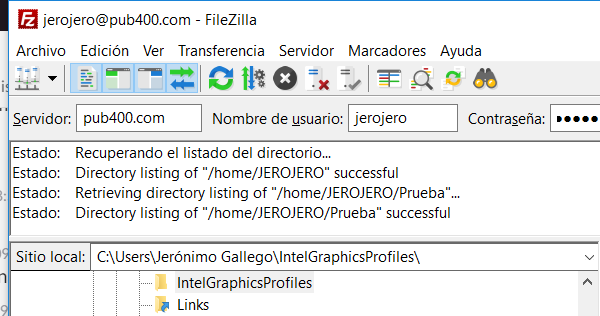 jerojero@pub400.com - FileZilla
Archivo Edición Ver Transferencia Servidor Marcadores Ayuda
Servidor: pub400.com Nombre de usuario: jerojero Contraseña: •••••
Estado: Recuperando el listado del directorio...
Estado: Directory listing of "/home/JEROJERO" successful
Estado: Retrieving directory listing of "/home/JEROJERO/Prueba"...
Estado: Directory listing of "/home/JEROJERO/Prueba" successful
Sitio local: C:\Users\Jerónimo Gallego\IntelGraphicsProfiles\
IntelGraphicsProfiles
Links